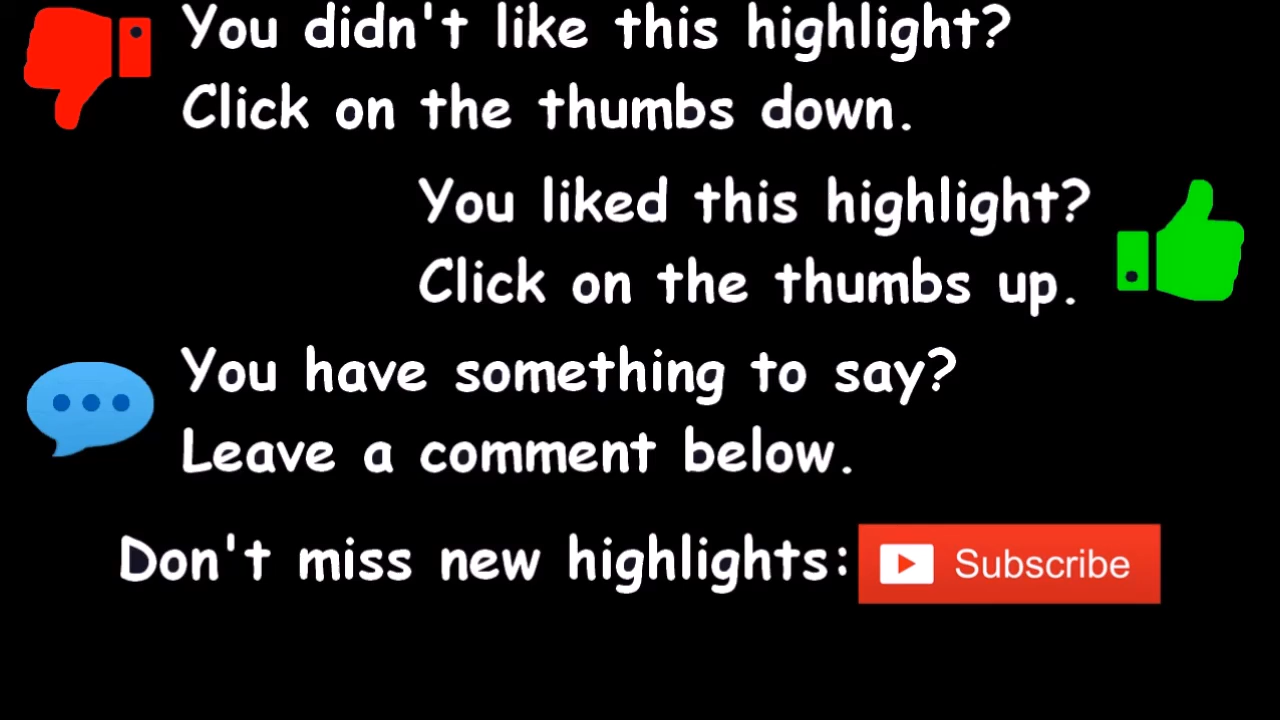 You didn't like this highlight?
Click on the thumbs down.
You liked this highlight?
Click on the thumbs up.
You have something to say?
Leave a comment below.
Don't miss new highlights: Subscribe